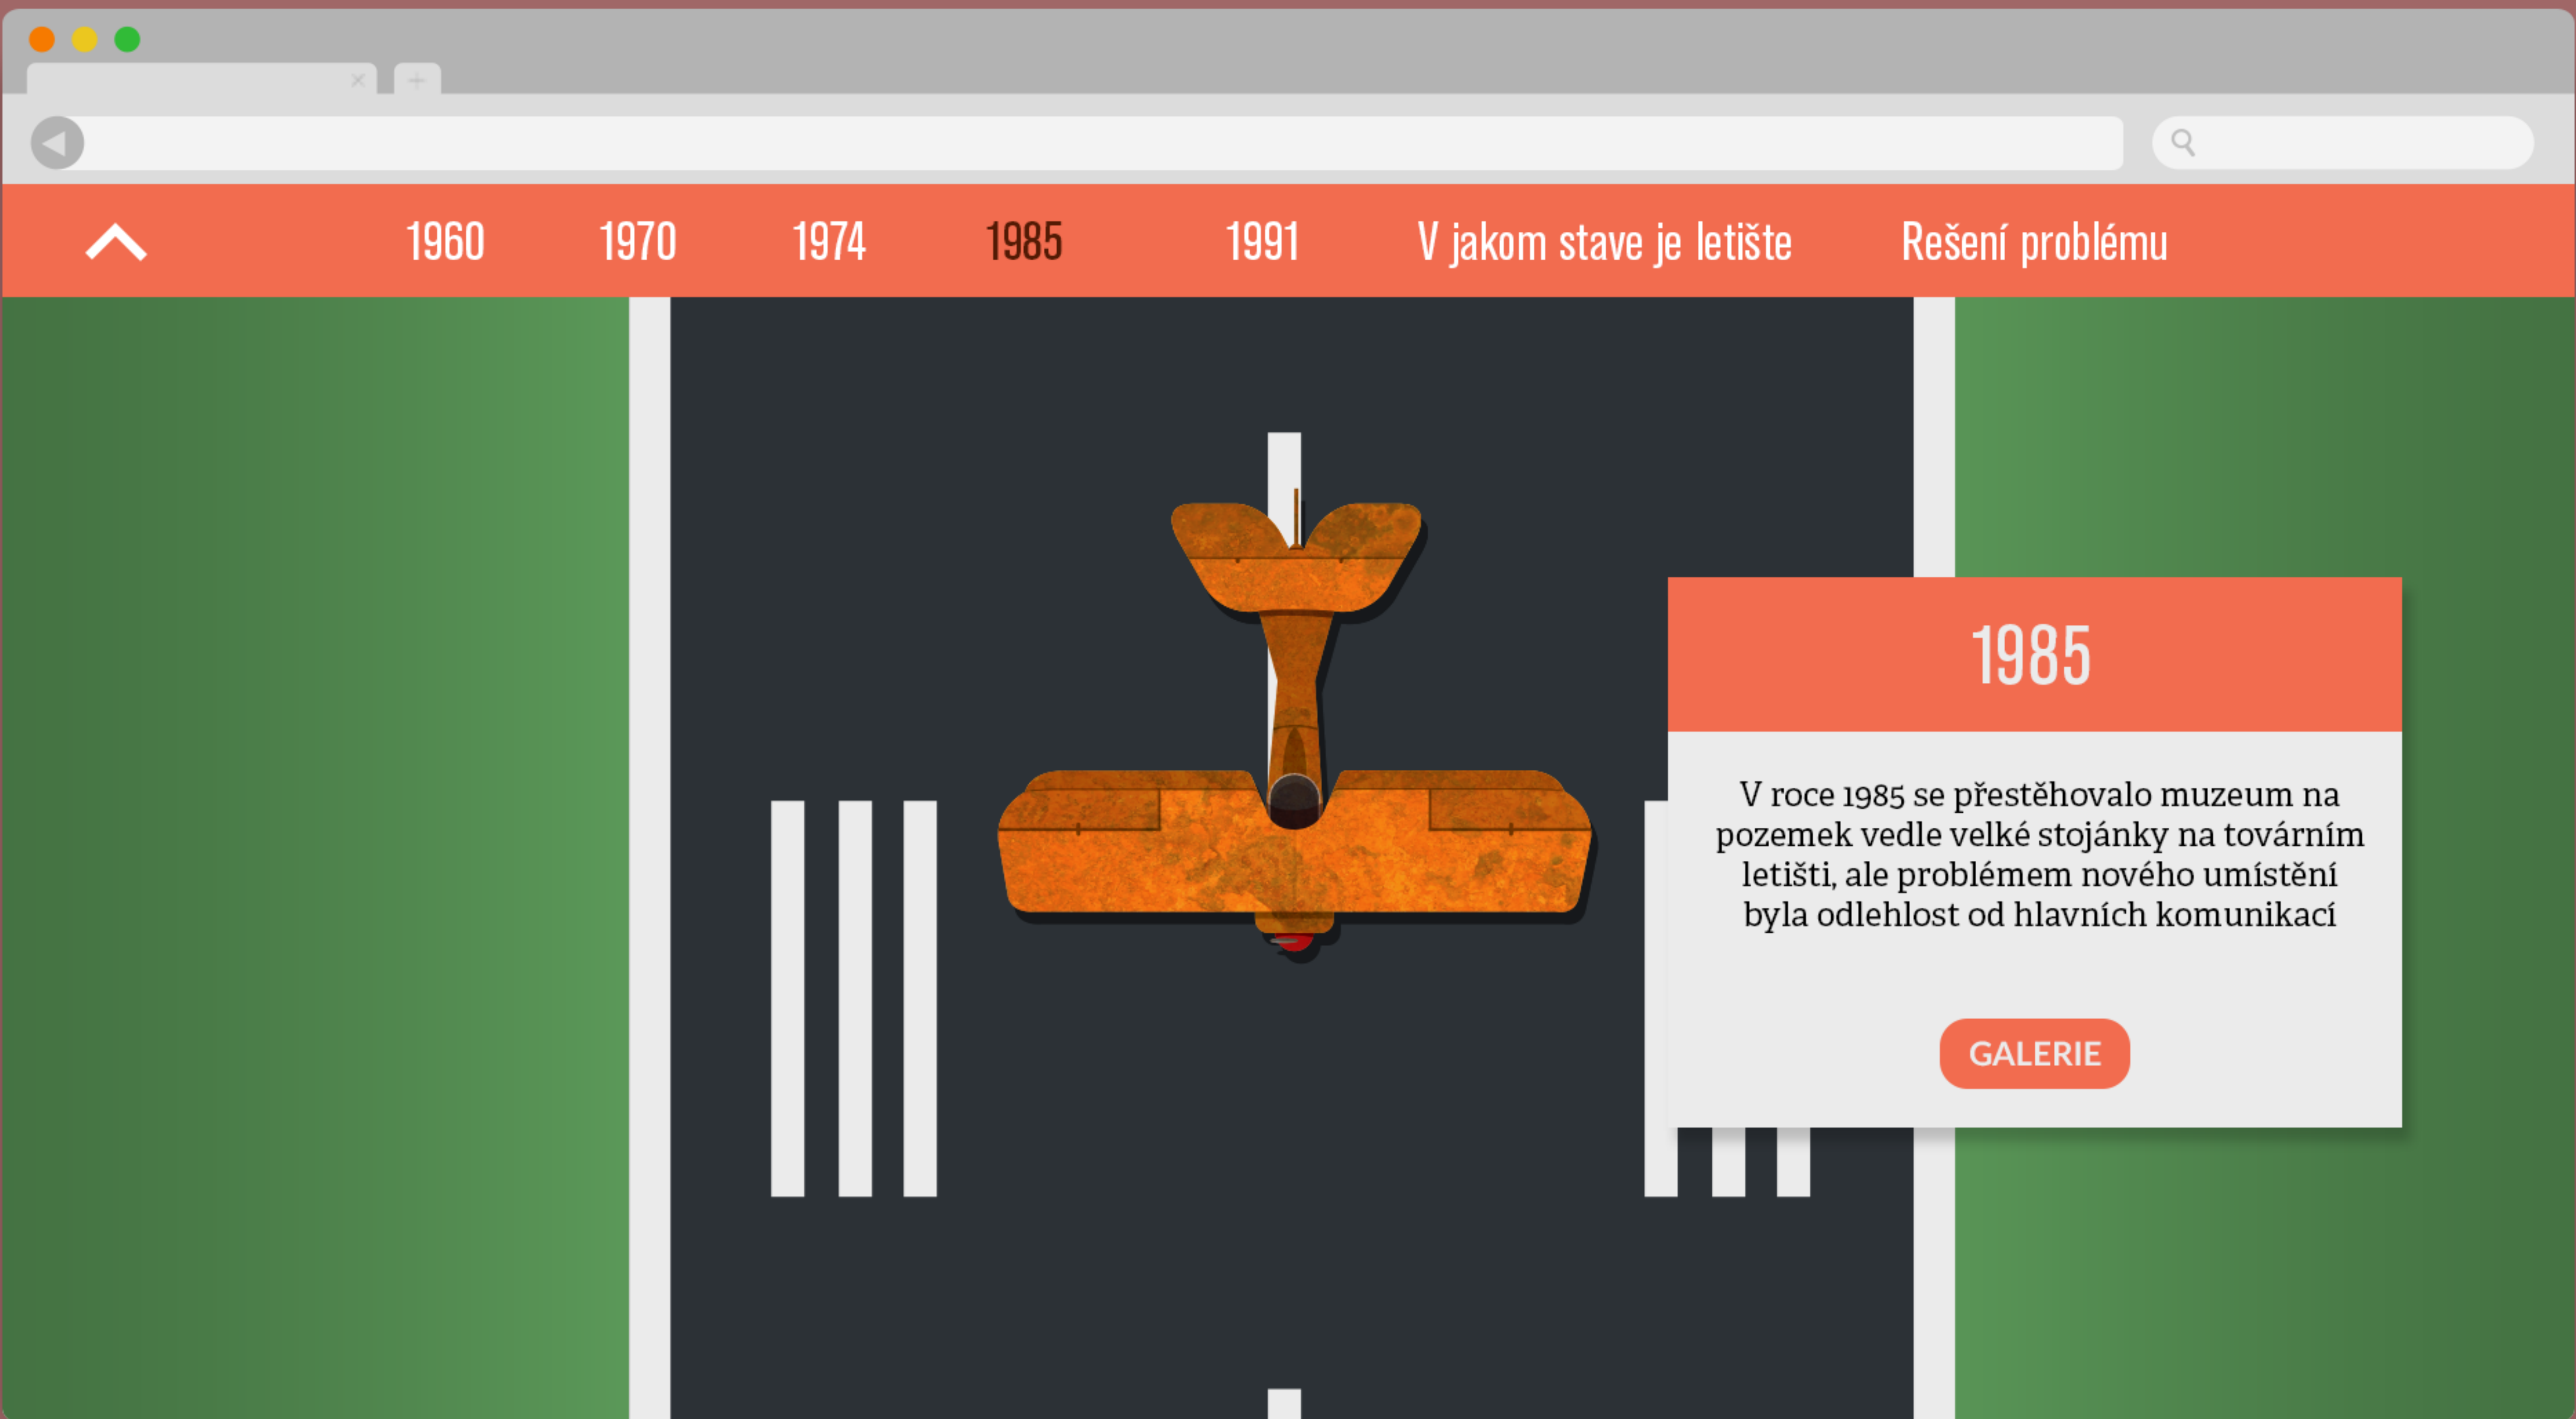 1960 1970 1974 1985 1991 V jakom stave je letište Rešení problému
1985
V roce 1985 se přestěhovalo muzeum na
pozemek vedle velké stojánky na továrním
letišti, ale problémem nového umístění
byla odlehlost od hlavních komunikací
GALERIE